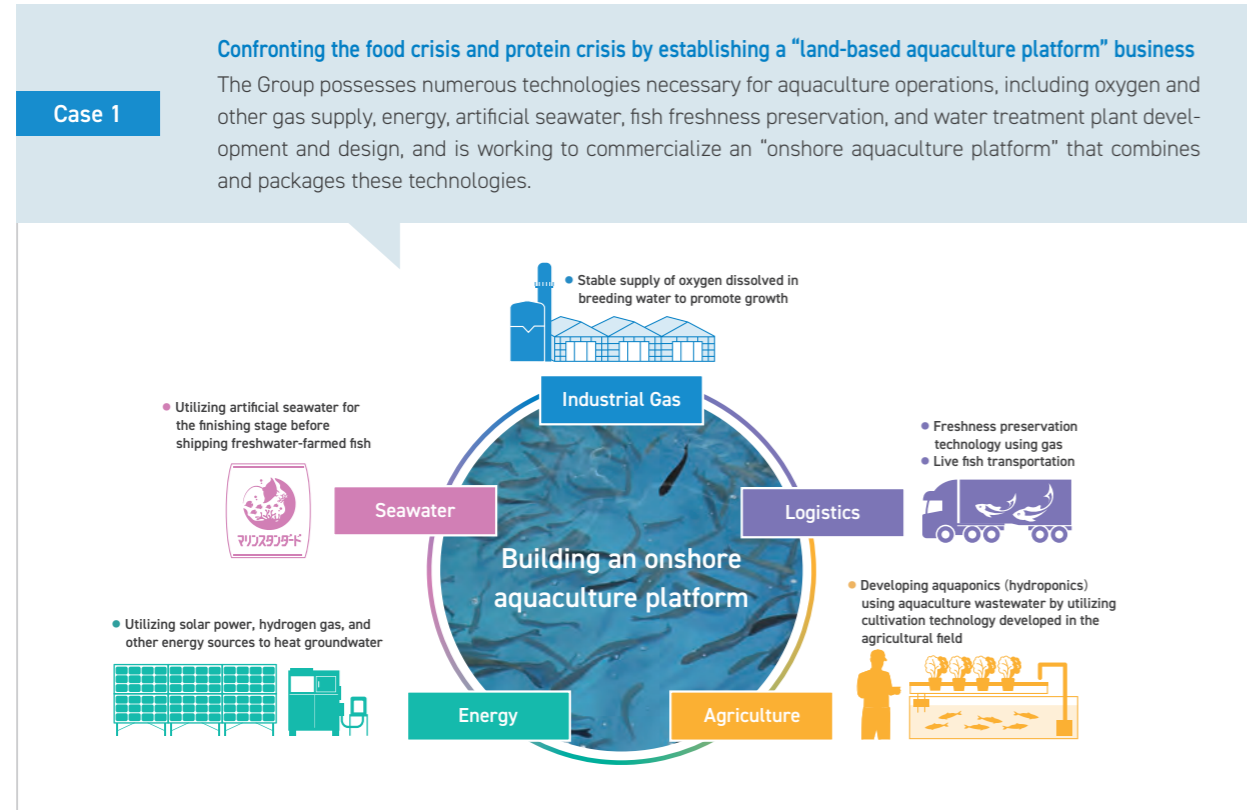 Confronting the food crisis and protein crisis by establishing a “land-based aquaculture platform” business
Case 1
The Group possesses numerous technologies necessary for aquaculture operations, including oxygen and
other gas supply, energy, artificial seawater, fish freshness preservation, and water treatment plant devel-
opment and design, and is working to commercialize an “onshore aquaculture platform” that combines
and packages these technologies.
● Stable supply of oxygen dissolved in
breeding water to promote growth
Industrial Gas
● Utilizing artificial seawater for
the finishing stage before
shipping freshwater-farmed fish
マリンスタンダード
Seawater
● Freshness preservation
technology using gas
● Live fish transportation
Logistics
Building an onshore
aquaculture platform
● Utilizing solar power, hydrogen gas, and
other energy sources to heat groundwater
Energy
● Developing aquaponics (hydroponics)
using aquaculture wastewater by utilizing
cultivation technology developed in the
agricultural field
Agriculture